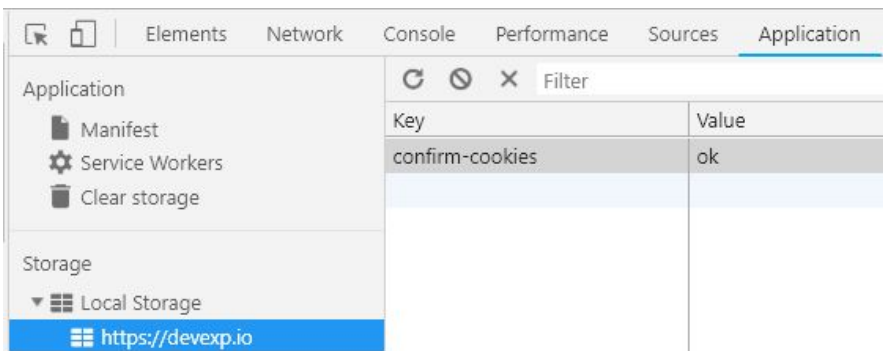 Elements Network Console Performance Sources Application
Application
Manifest
Service Workers
Clear storage
Storage
Local Storage
https://devexp.io
Filter
Key Value
confirm-cookies ok